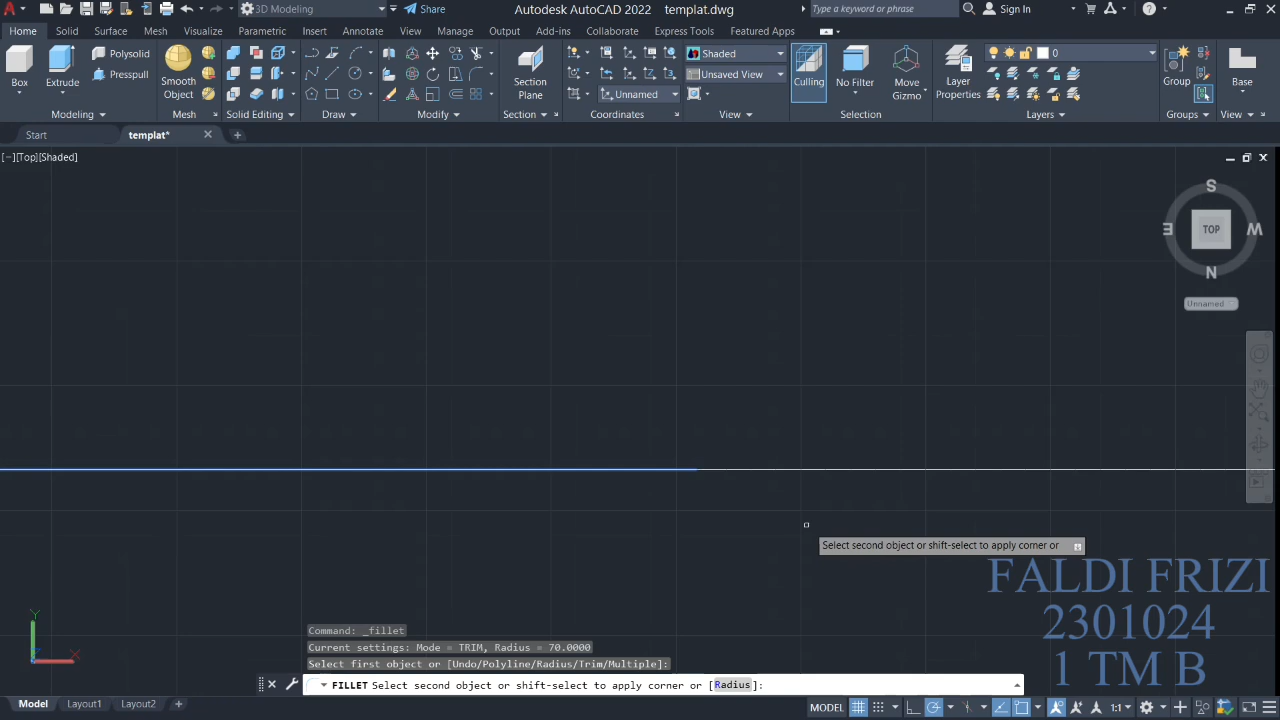 3D Modeling
Share
Autodesk AutoCAD 2022 templat.dwg
Type a keyword or phrase
Sign In
Home Solid Surface Mesh Visualize Parametric Insert Annotate View Manage Output Add-ins Collaborate Express Tools Featured Apps
Box
Extrude
Polysolid
Presspull
Smooth
Object
Section
Plane
Shaded
Unsaved View
Unnamed
Culling
No Filter
Move
Gizmo
Layer
Properties
0
Group
Base
Modeling Mesh Solid Editing Draw Modify Section Coordinates View Selection Layers Groups View
Start
templat*
[−][Top][Shaded]
S
E TOP W
N
Unnamed
Select second object or shift-select to apply corner or
FALDI FRIZI
2301024
1 TM B
Y
X
Command: _fillet
Current settings: Mode = TRIM, Radius = 70.0000
Select first object or [Undo/Polyline/Radius/Trim/Multiple]:
FILLET Select second object or shift-select to apply corner or [Radius]:
Model Layout1 Layout2
MODEL
1:1